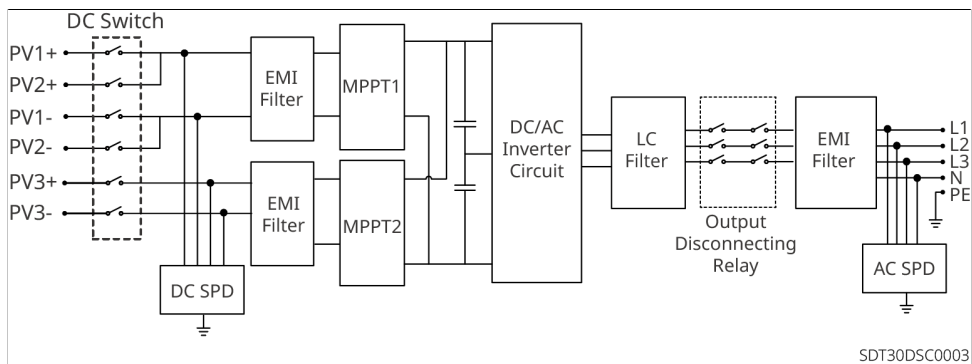 DC Switch
PV1+
PV2+
PV1-
PV2-
PV3+
PV3-
EMI
Filter
MPPT1
EMI
Filter
MPPT2
DC SPD
DC/AC
Inverter
Circuit
LC
Filter
Output
Disconnecting
Relay
EMI
Filter
L1
L2
L3
N
PE
AC SPD
SDT30DSC0003